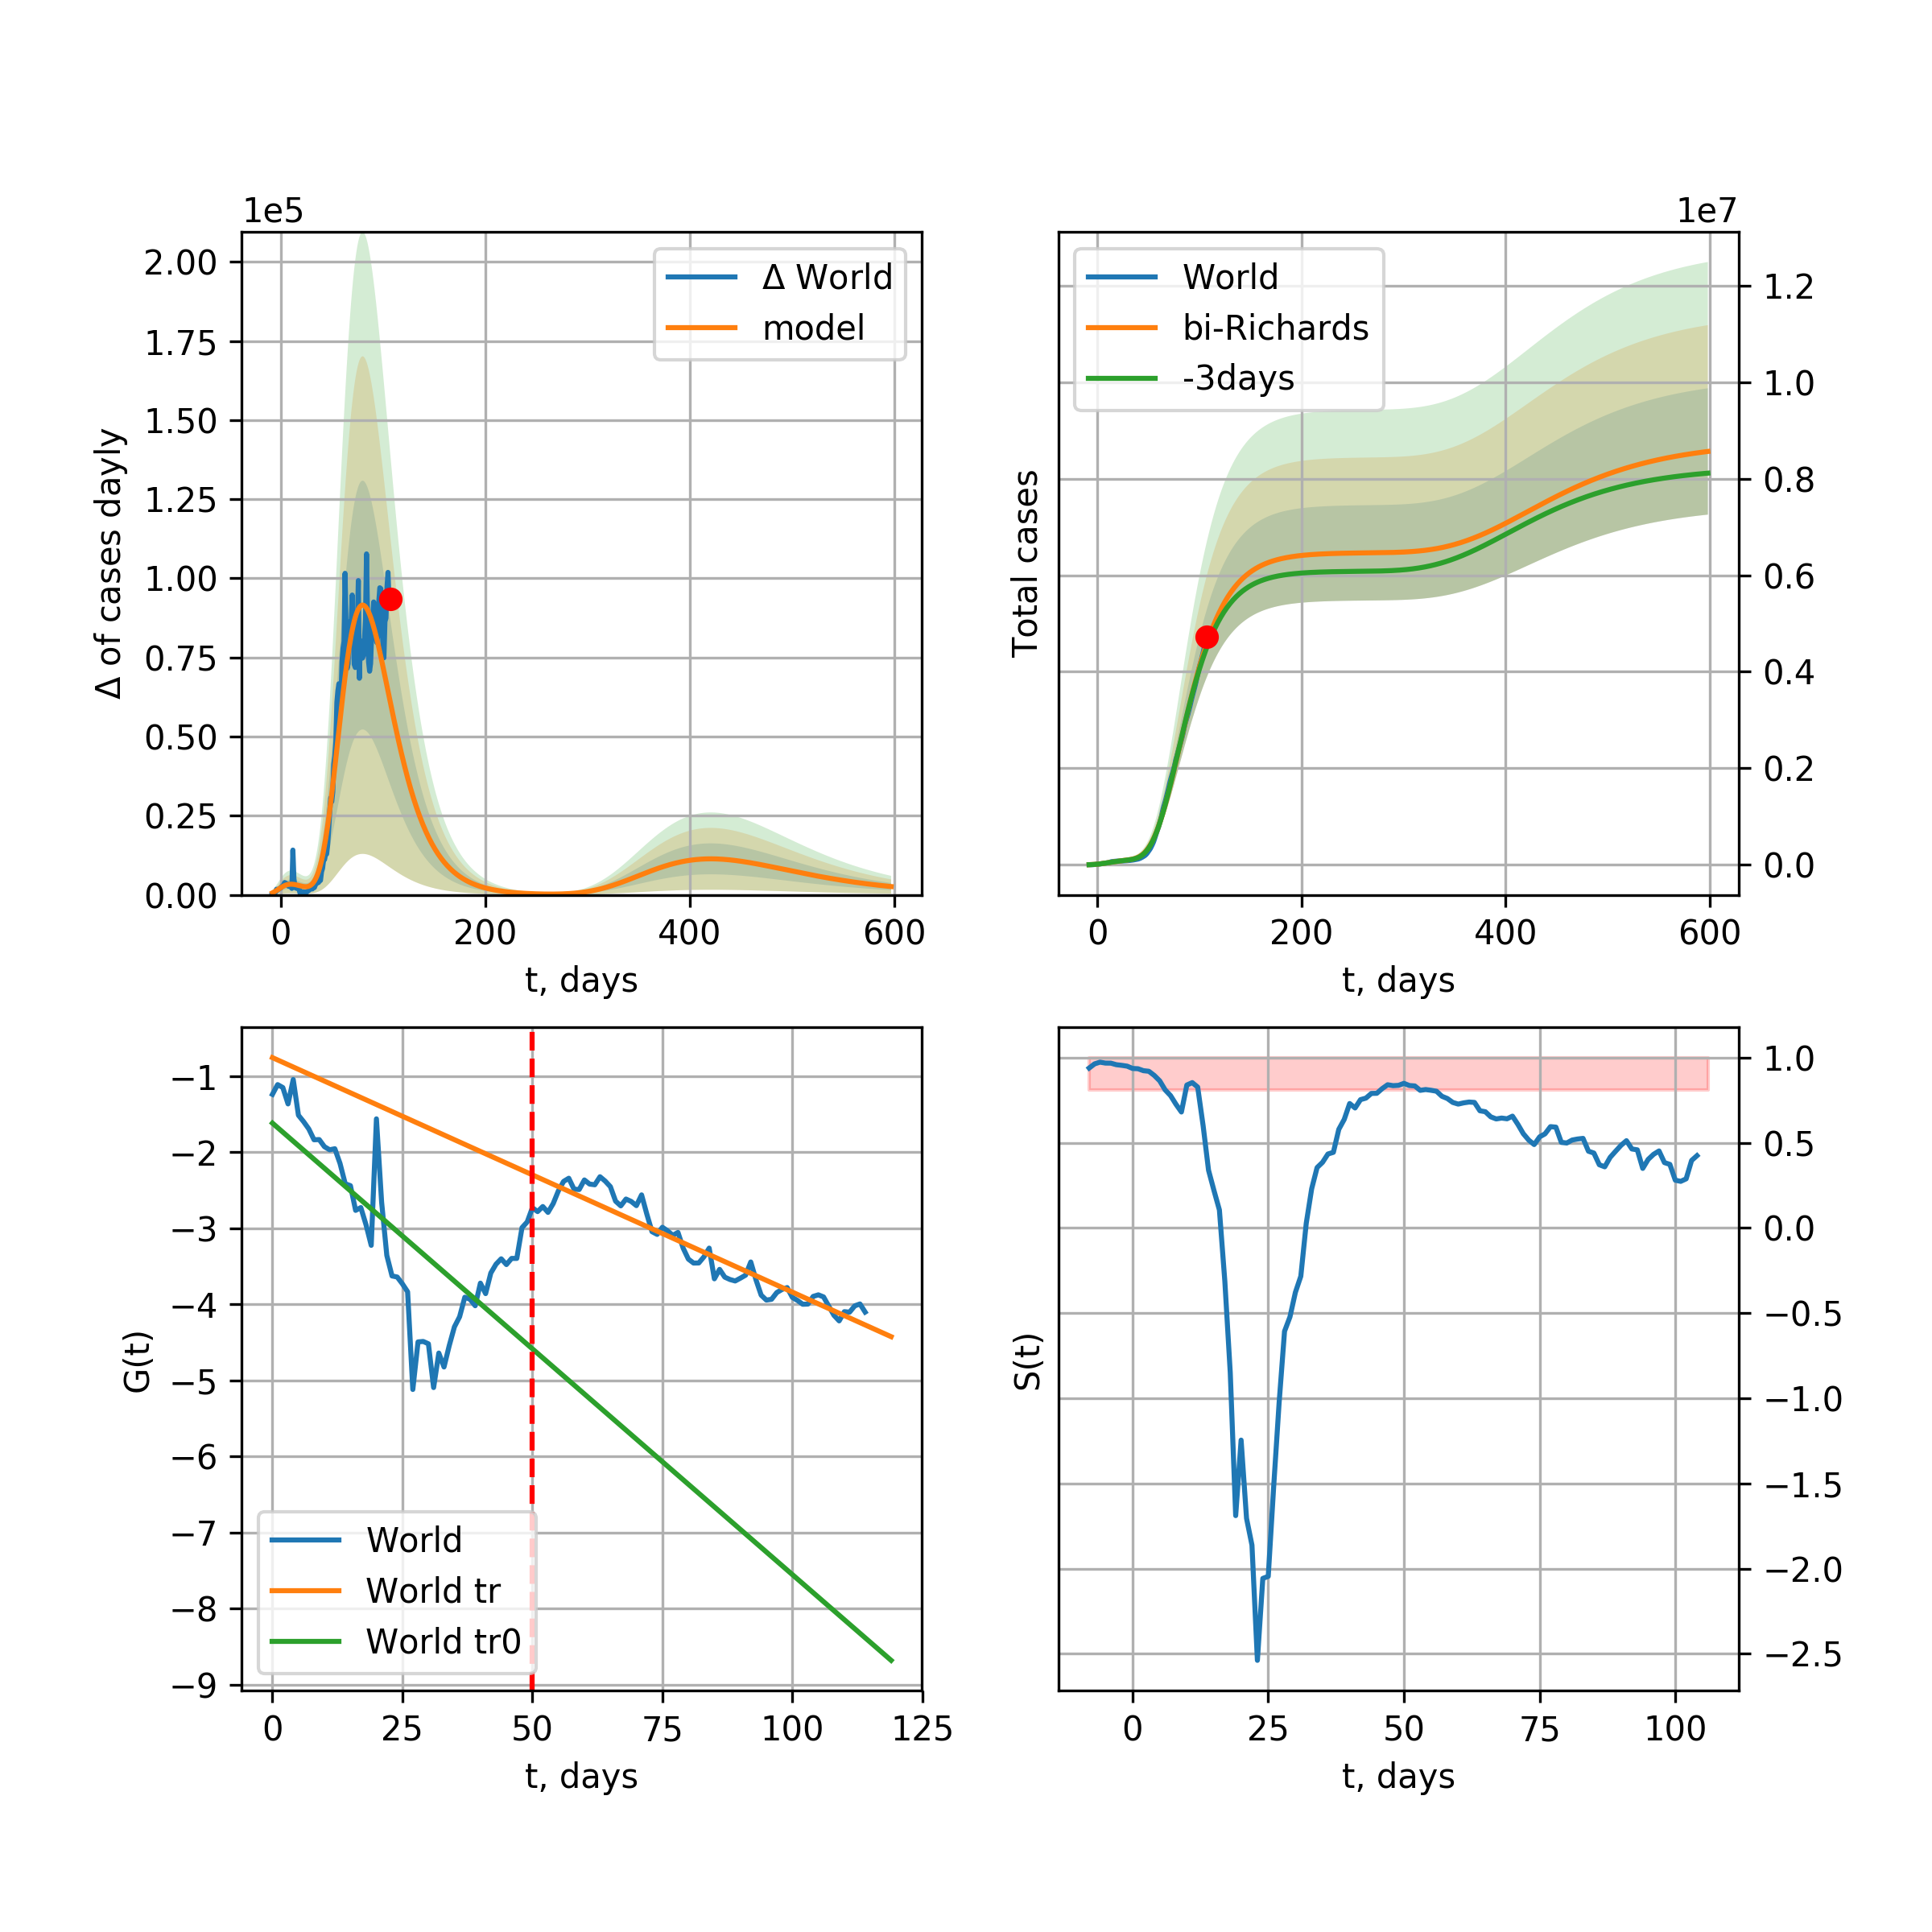 1e5
Δ of cases dayly
2.00
1.75
1.50
1.25
1.00
0.75
0.50
0.25
0.00
0 200 400 600
t, days
Δ World
model
1e7
Total cases
1.2
1.0
0.8
0.6
0.4
0.2
0.0
0 200 400 600
t, days
World
bi-Richards
-3days
G(t)
−1
−2
−3
−4
−5
−6
−7
−8
−9
0 25 50 75 100 125
t, days
World
World tr
World tr0
S(t)
1.0
0.5
0.0
−0.5
−1.0
−1.5
−2.0
−2.5
0 25 50 75 100
t, days